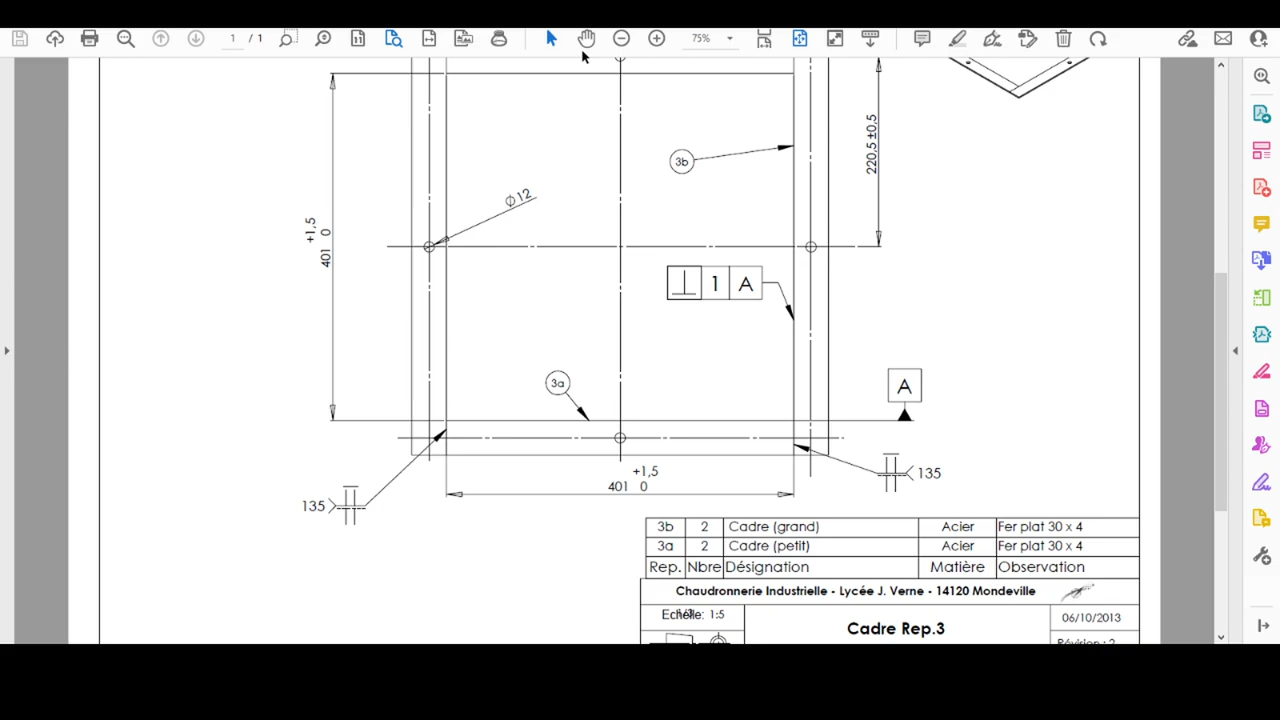 1 / 1
75%
3b
220,5 ±0,5
Φ12
+1,5
401 0
1 A
3a
A
+1,5
401 0
135
135
3b 2 Cadre (grand) Acier Fer plat 30 x 4
3a 2 Cadre (petit) Acier Fer plat 30 x 4
Rep. Nbre Désignation Matière Observation
Chaudronnerie Industrielle - Lycée J. Verne - 14120 Mondeville
Echelle: 1:5
06/10/2013
Cadre Rep.3
Révision : 2